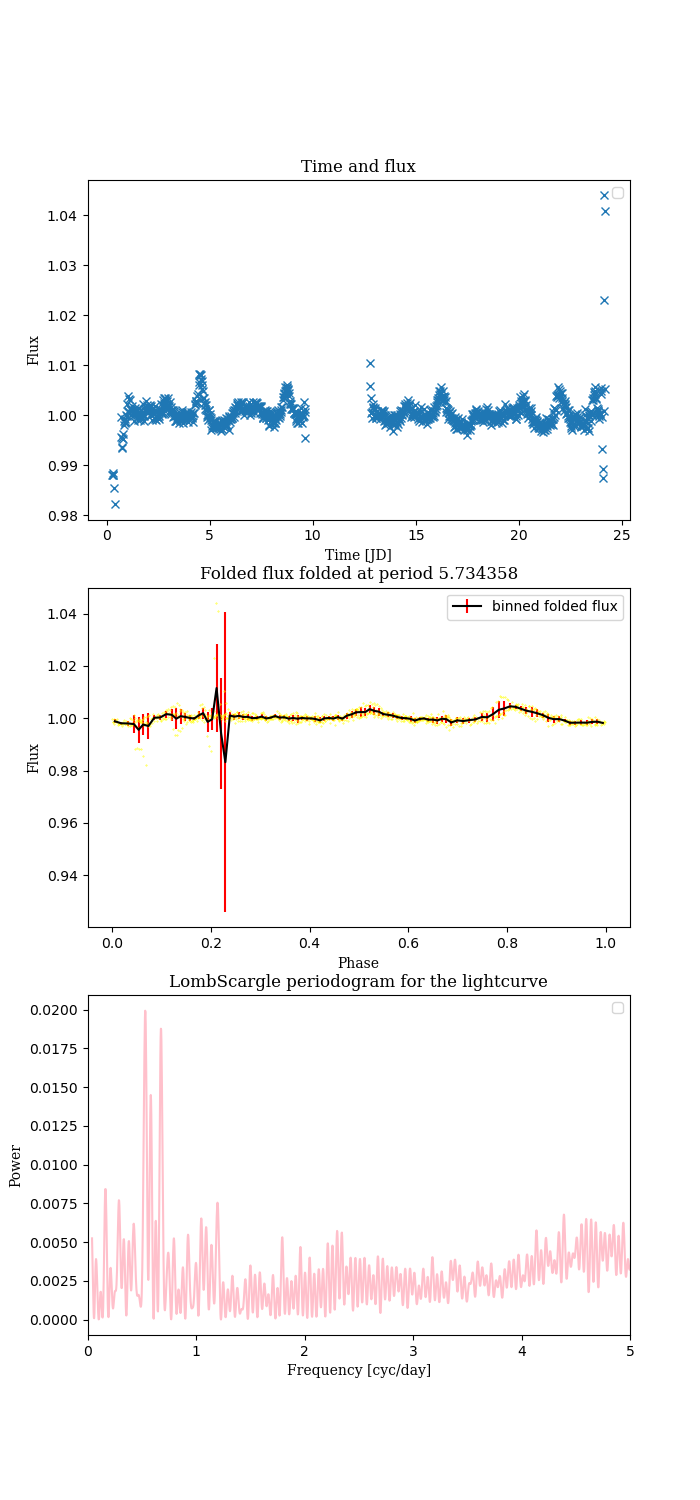 Time and flux
1.04
1.03
1.02
1.01
1.00
0.99
0.98
Flux
0 5 10 15 20 25
Time [JD]
Folded flux folded at period 5.734358
binned folded flux
1.04
1.02
1.00
0.98
0.96
0.94
Flux
0.0 0.2 0.4 0.6 0.8 1.0
Phase
LombScargle periodogram for the lightcurve
0.0200
0.0175
0.0150
0.0125
0.0100
0.0075
0.0050
0.0025
0.0000
Power
0 1 2 3 4 5
Frequency [cyc/day]